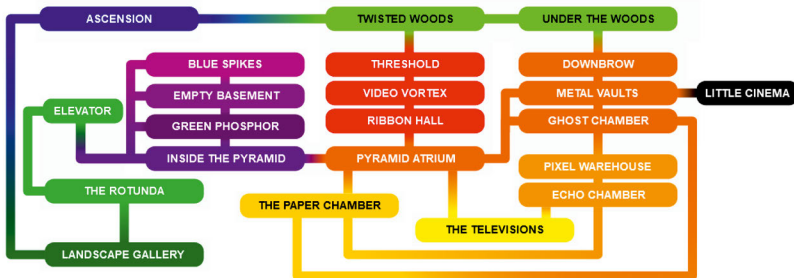 ASCENSION
TWISTED WOODS
UNDER THE WOODS
BLUE SPIKES
THRESHOLD
DOWNBROW
EMPTY BASEMENT
VIDEO VORTEX
METAL VAULTS
LITTLE CINEMA
ELEVATOR
GREEN PHOSPHOR
RIBBON HALL
GHOST CHAMBER
INSIDE THE PYRAMID
PYRAMID ATRIUM
PIXEL WAREHOUSE
THE ROTUNDA
ECHO CHAMBER
THE PAPER CHAMBER
THE TELEVISIONS
LANDSCAPE GALLERY